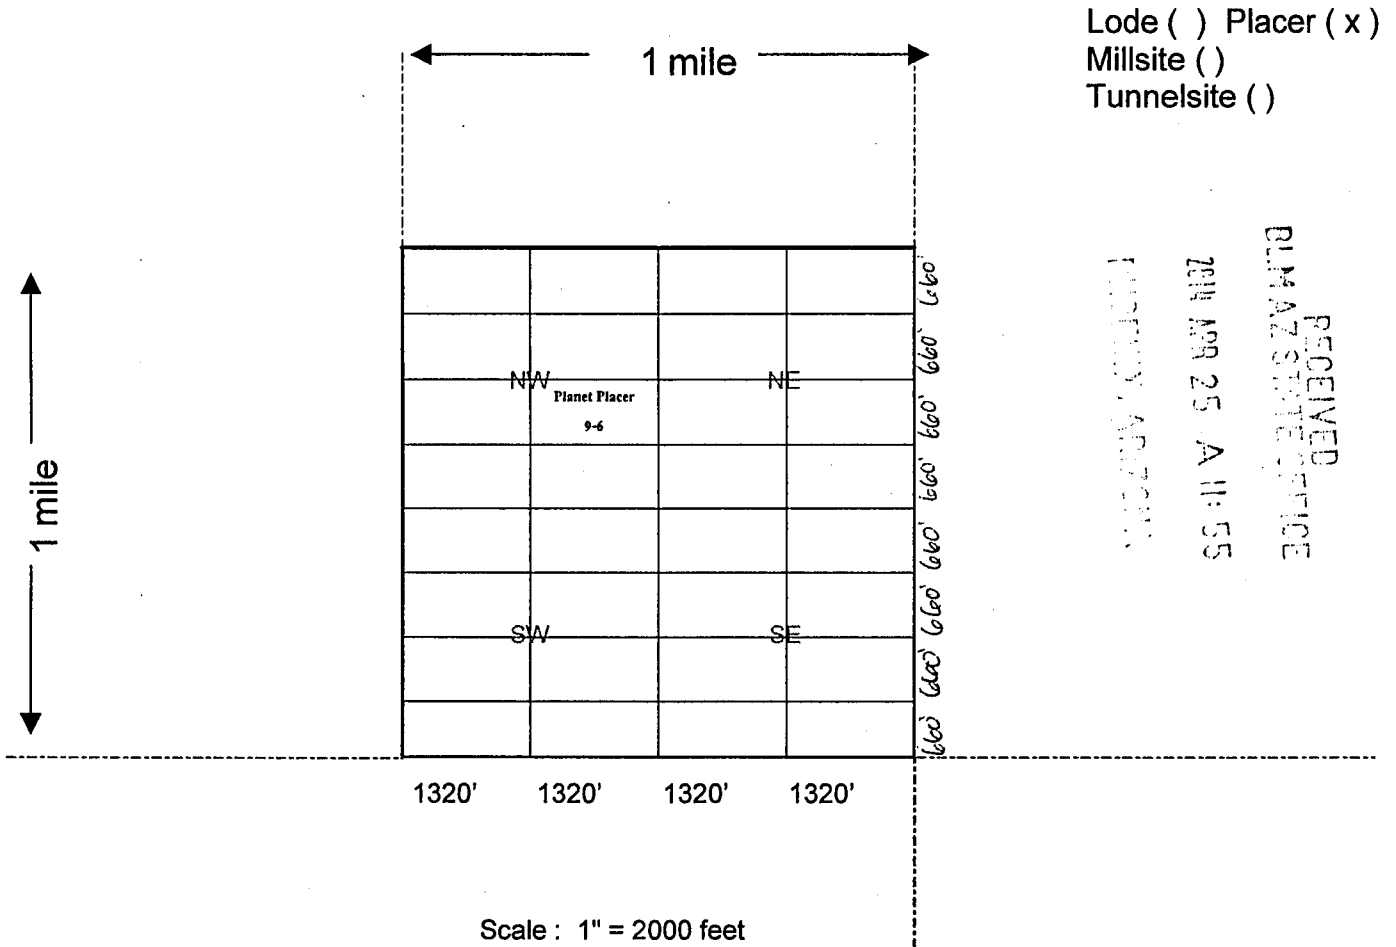 Lode ( ) Placer ( x )
Millsite ( )
Tunnelsite ( )
1 mile
1 mile
NW
NE
Planet Placer
9-6
SW
SE
660'
660'
660'
660'
660'
660'
660'
660'
1320' 1320' 1320' 1320'
Scale : 1" = 2000 feet
RECEIVED
BLM AZ STATE OFFICE
2014 APR 25 A 11: 55